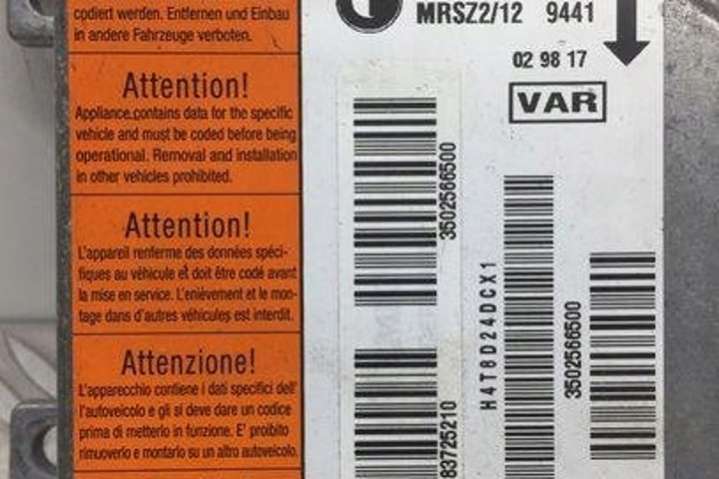 codiert werden. Entfernen und Einbau
in andere Fahrzeuge verboten.
Attention!
Appliance contains data for the specific
vehicle and must be coded before being
operational. Removal and installation
in other vehicles prohibited.
Attention!
L'appareil renferme des données spéci-
fiques au véhicule et doit être codé avant
la mise en service. L'enièvement et le mon-
tage dans d'autres véhicules est interdit.
Attenzione!
L'apparecchio contiene i dati specifici dell'
l'autoveicolo e gli si deve dare un codice
prima di metterlo in funzione. E' proibito
rimuoverlo e montarlo su un altro autoveicolo.
MRSZ2/12 9441
02 98 17
VAR
3502566500
H4T8D24DCX1
3502566500
83725210